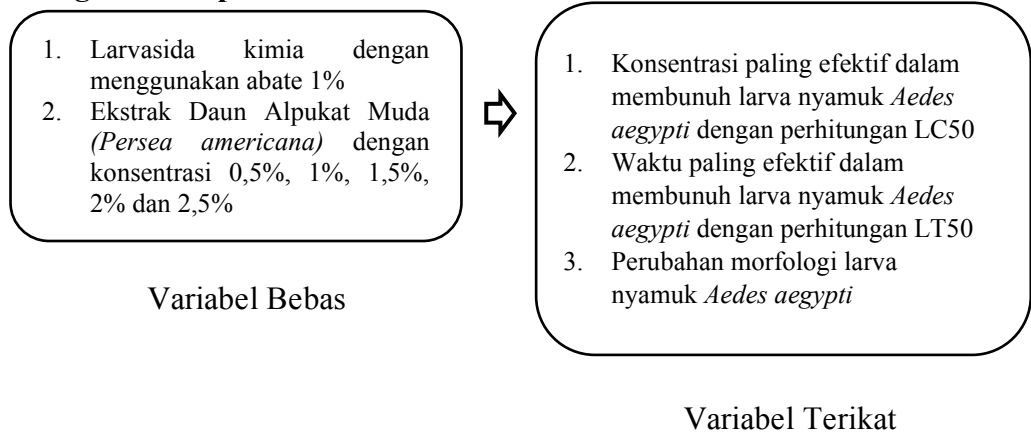 1. Larvasida kimia dengan
menggunakan abate 1%
2. Ekstrak Daun Alpukat Muda
(Persea americana) dengan
konsentrasi 0,5%, 1%, 1,5%,
2% dan 2,5%
Variabel Bebas
1. Konsentrasi paling efektif dalam
membunuh larva nyamuk Aedes
aegypti dengan perhitungan LC50
2. Waktu paling efektif dalam
membunuh larva nyamuk Aedes
aegypti dengan perhitungan LT50
3. Perubahan morfologi larva
nyamuk Aedes aegypti
Variabel Terikat